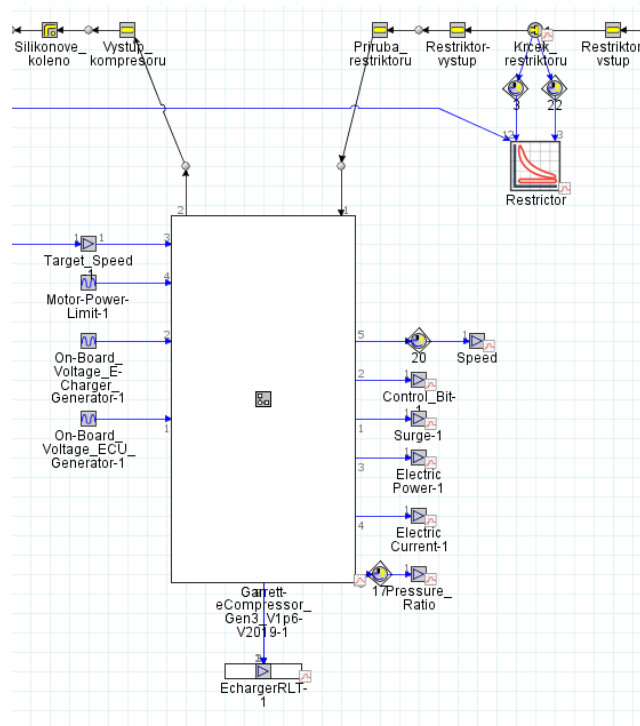 Silikonove_
koleno
Vystup_
kompresoru
Priruba_
restriktoru
Restriktor-
vystup
Krcek_
restriktoru
Restriktor
vstup
3
22
12
3
Restrictor
2
1
1
1
3
Target_Speed
1
4
Motor-Power-
Limit-1
2
On-Board_
Voltage_E-
Charger_
Generator-1
1
On-Board_
Voltage_ECU_
Generator-1
5
20
1
Speed
2
1
Control_Bit-
1
1
1
Surge-1
3
1
Electric
Power-1
4
1
Electric
Current-1
17
1
Pressure_
Ratio
Garrett-
eCompressor_
Gen3_V1p6-
V2019-1
EchargerRLT-
1